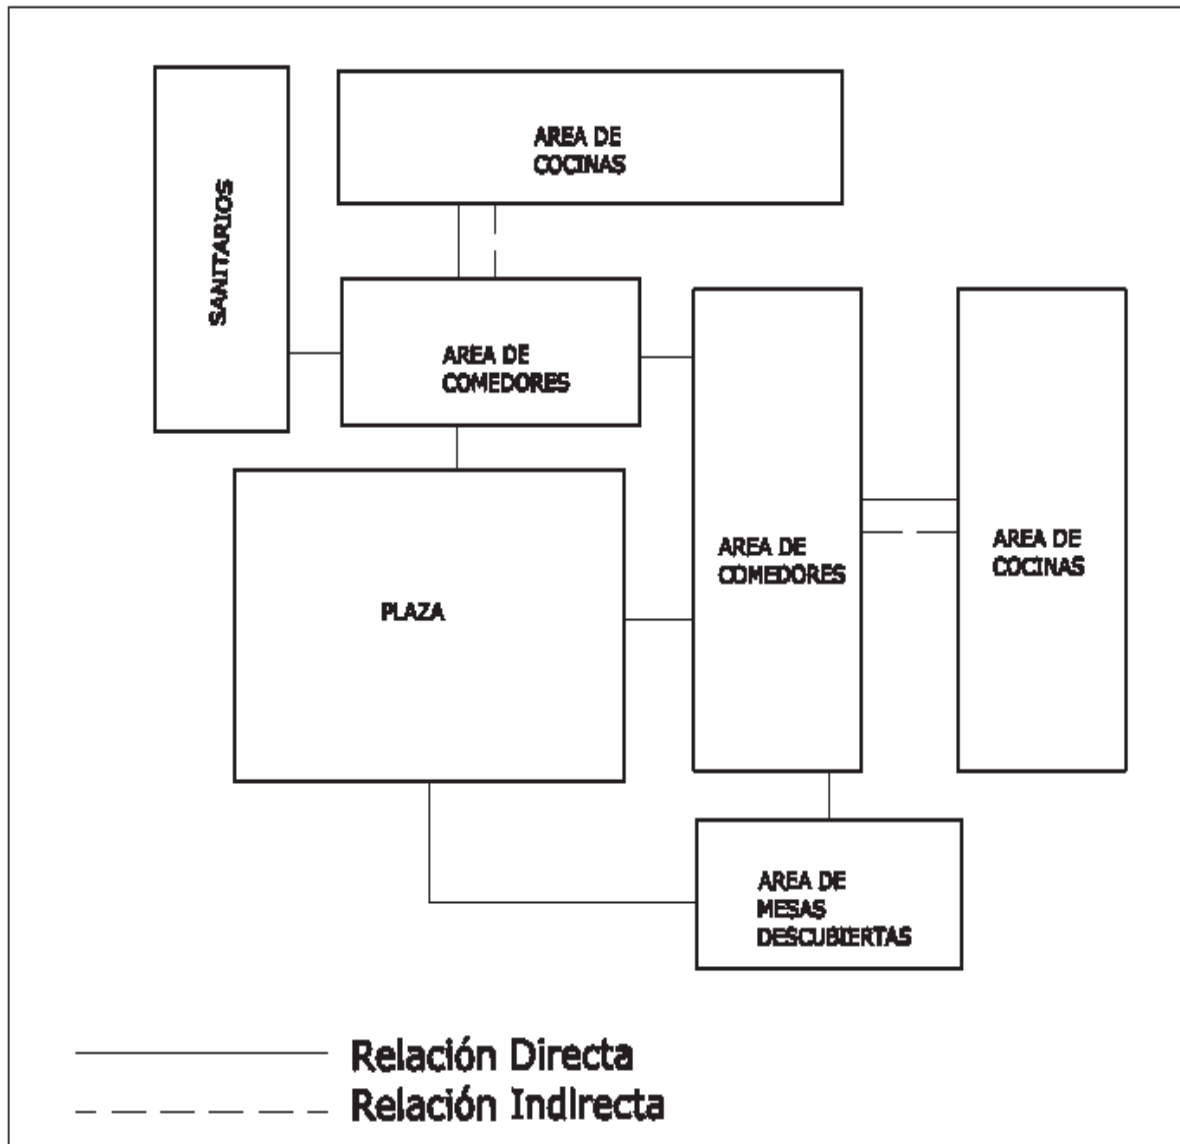 AREA DE
COCINAS
SANITARIOS
AREA DE
COMEDORES
AREA DE
COMEDORES
AREA DE
COCINAS
PLAZA
AREA DE
MESAS
DESCUBIERTAS
Relación Directa
Relación Indirecta